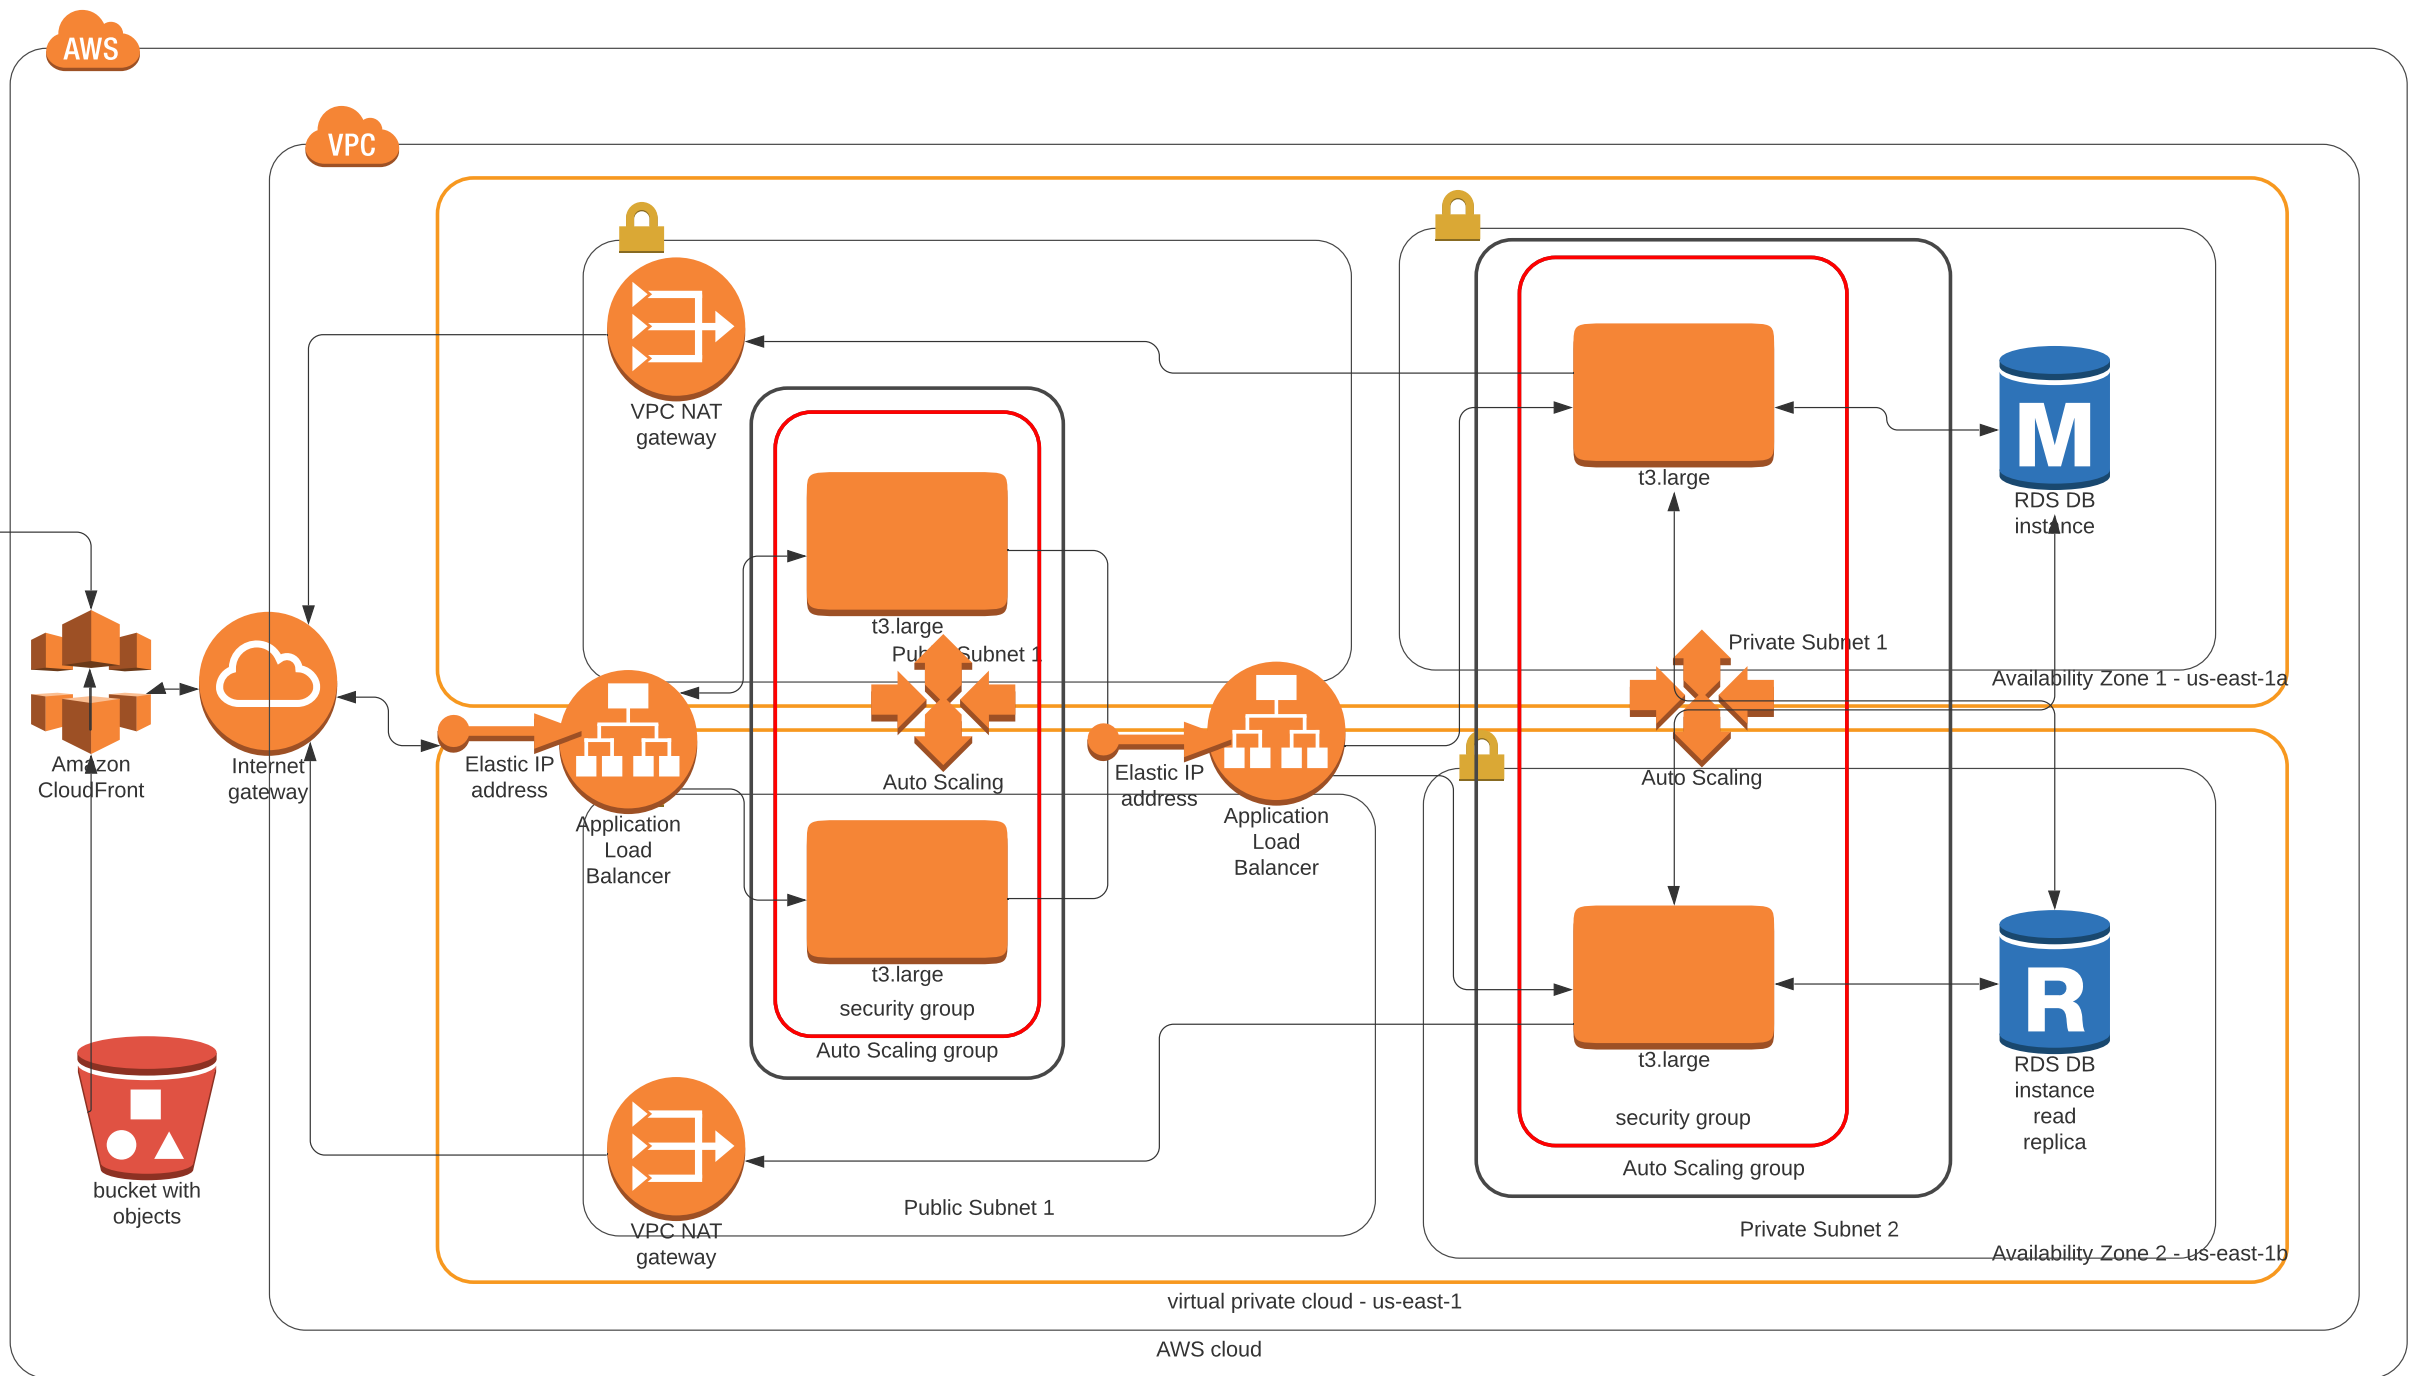 AWS
VPC
VPC NAT
gateway
t3.large
Public Subnet 1
t3.large
M
RDS DB
instance
Private Subnet 1
Availability Zone 1 - us-east-1a
Amazon
CloudFront
Internet
gateway
Elastic IP
address
Application
Load
Balancer
Auto Scaling
Elastic IP
address
Application
Load
Balancer
Auto Scaling
t3.large
security group
Auto Scaling group
t3.large
security group
Auto Scaling group
R
RDS DB
instance
read
replica
bucket with
objects
VPC NAT
gateway
Public Subnet 1
Private Subnet 2
Availability Zone 2 - us-east-1b
virtual private cloud - us-east-1
AWS cloud